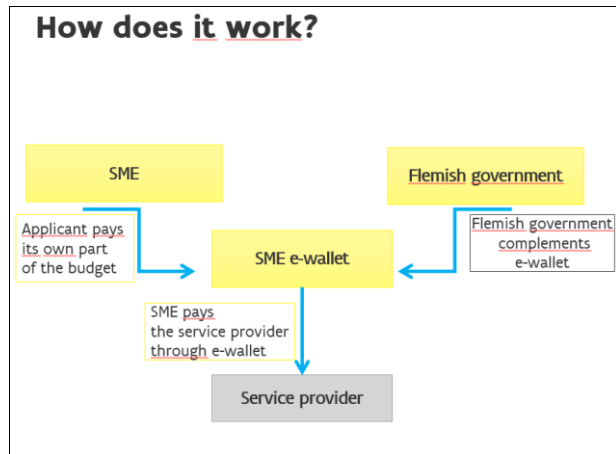 How does it work?
SME
Flemish government
Applicant pays
its own part
of the budget
Flemish government
complements
e-wallet
SME e-wallet
SME pays
the service provider
through e-wallet
Service provider